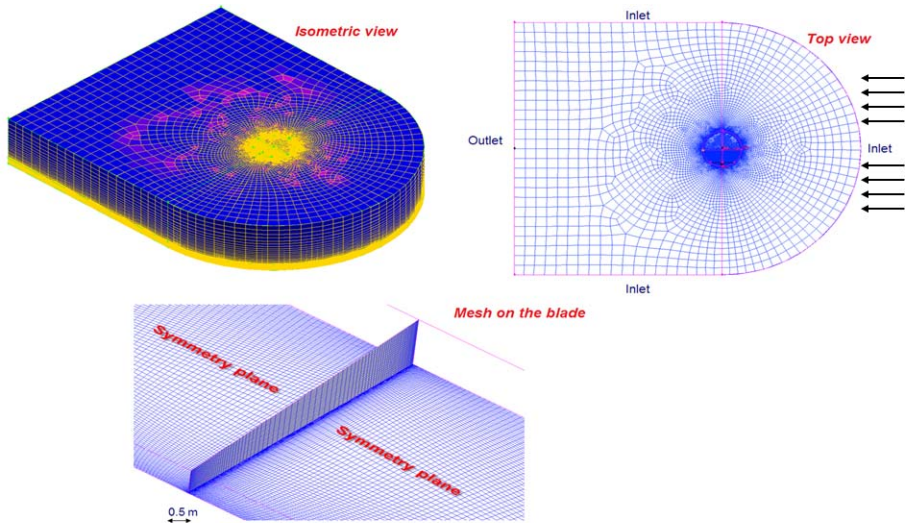 Isometric view
Inlet
Top view
Outlet
Inlet
Inlet
Mesh on the blade
Symmetry plane
Symmetry plane
0.5 m